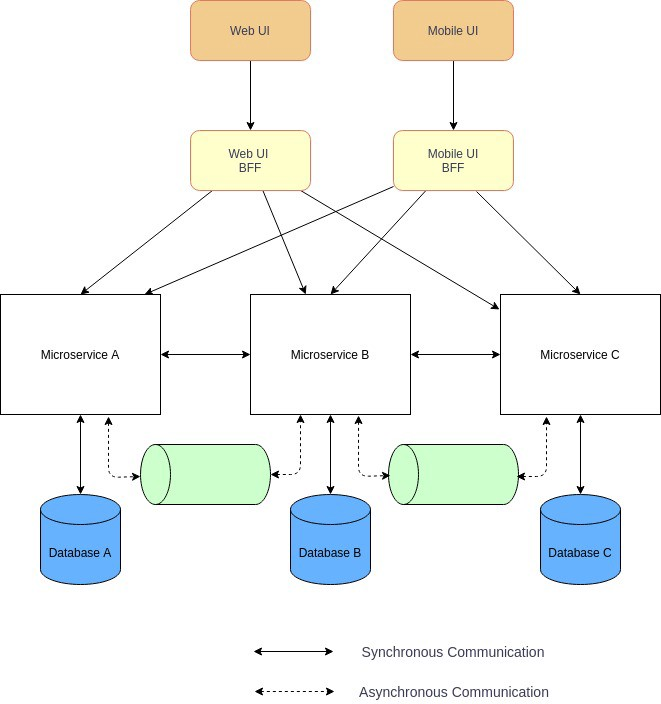 Web UI
Mobile UI
Web UI
BFF
Mobile UI
BFF
Microservice A
Microservice B
Microservice C
Database A
Database B
Database C
Synchronous Communication
Asynchronous Communication